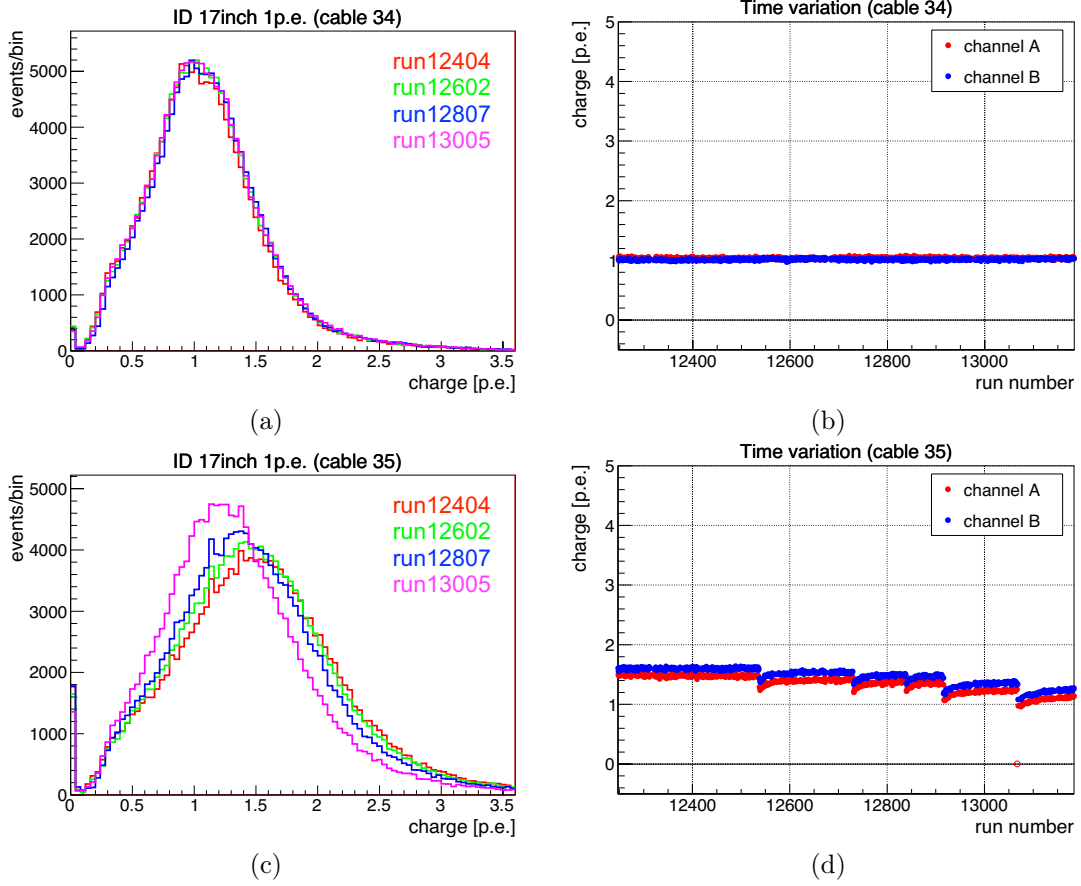 ID 17inch 1p.e. (cable 34)
events/bin
5000
4000
3000
2000
1000
0
0 0.5 1 1.5 2 2.5 3 3.5
charge [p.e.]
run12404
run12602
run12807
run13005
(a)
Time variation (cable 34)
charge [p.e.]
5
4
3
2
1
0
channel A
channel B
12400 12600 12800 13000
run number
(b)
ID 17inch 1p.e. (cable 35)
events/bin
5000
4000
3000
2000
1000
0
0 0.5 1 1.5 2 2.5 3 3.5
charge [p.e.]
run12404
run12602
run12807
run13005
(c)
Time variation (cable 35)
charge [p.e.]
5
4
3
2
1
0
channel A
channel B
12400 12600 12800 13000
run number
(d)